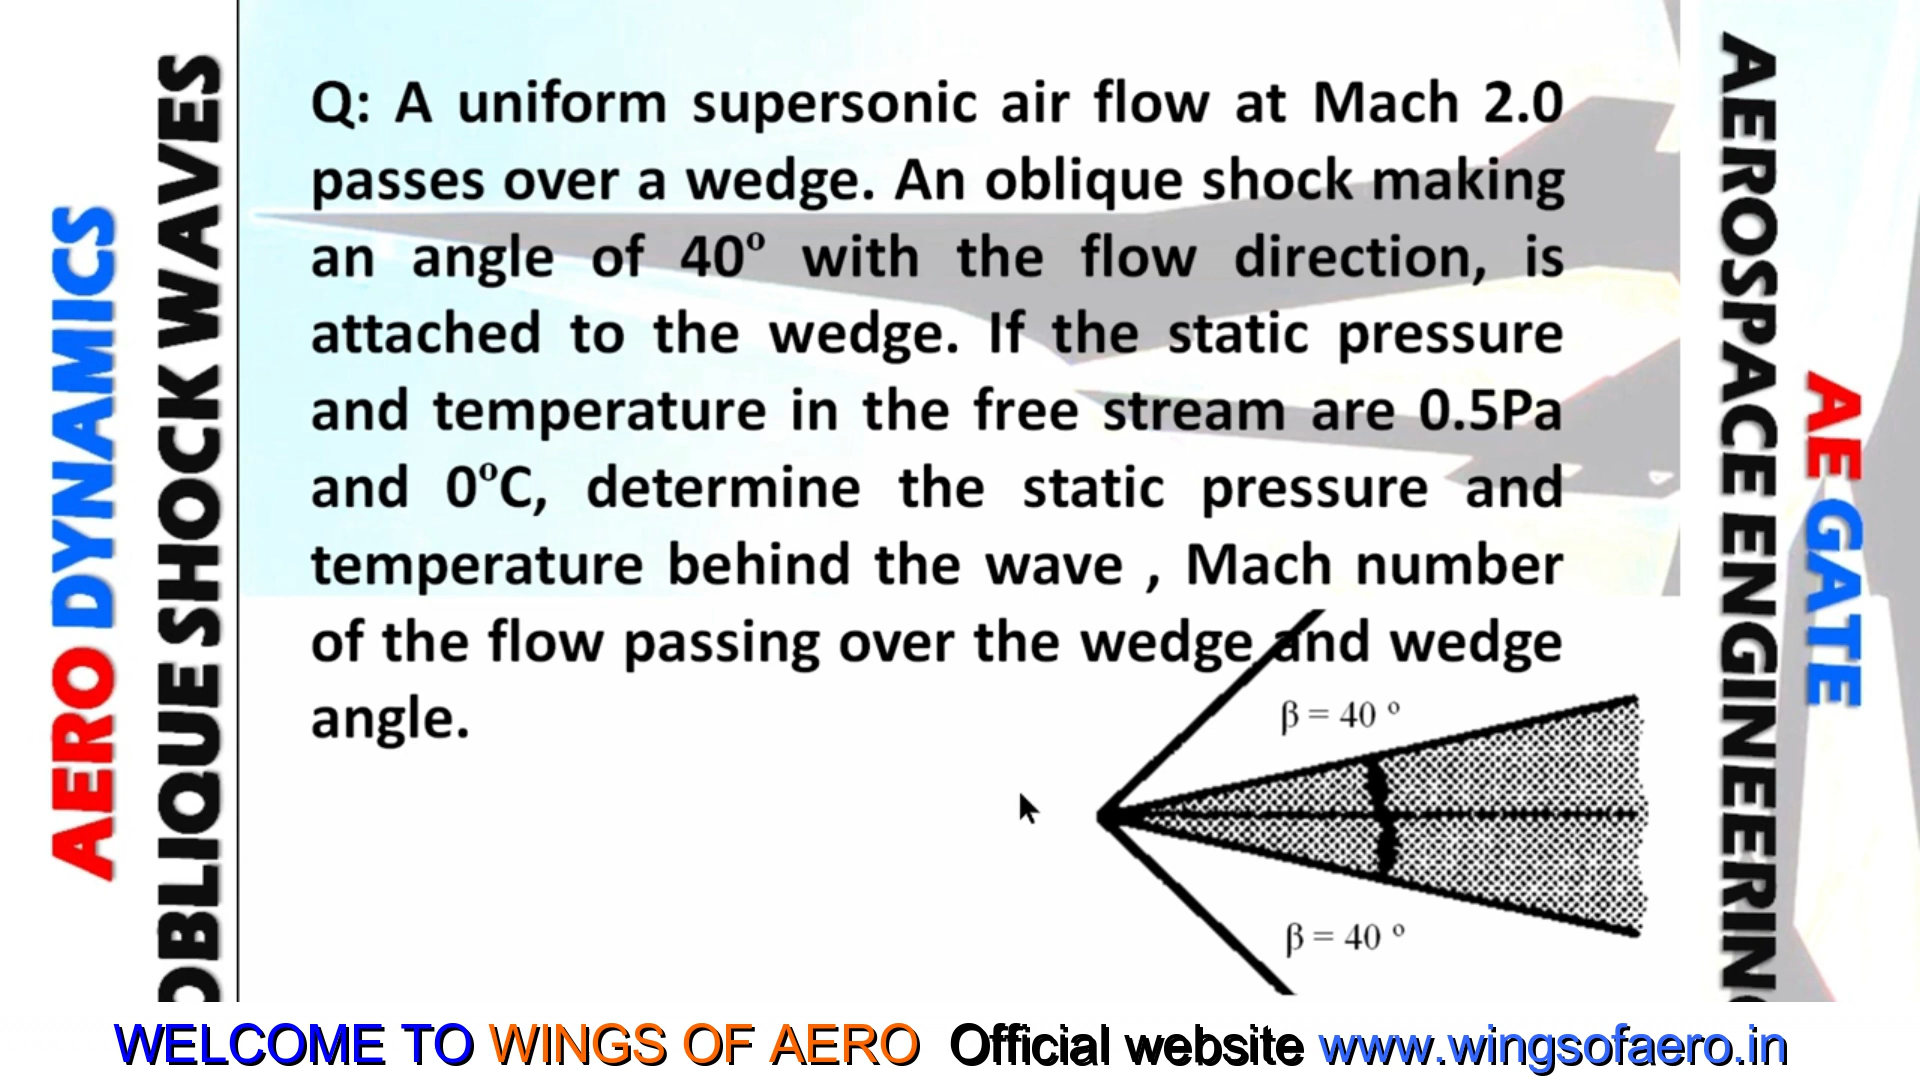 AERO DYNAMICS
OBLIQUE SHOCK WAVES
Q: A uniform supersonic air flow at Mach 2.0
passes over a wedge. An oblique shock making
an angle of 40º with the flow direction, is
attached to the wedge. If the static pressure
and temperature in the free stream are 0.5Pa
and 0ºC, determine the static pressure and
temperature behind the wave , Mach number
of the flow passing over the wedge and wedge
angle.
β = 40 º
β = 40 º
AEROSPACE ENGINEERING
AE GATE
WELCOME TO WINGS OF AERO Official website www.wingsofaero.in